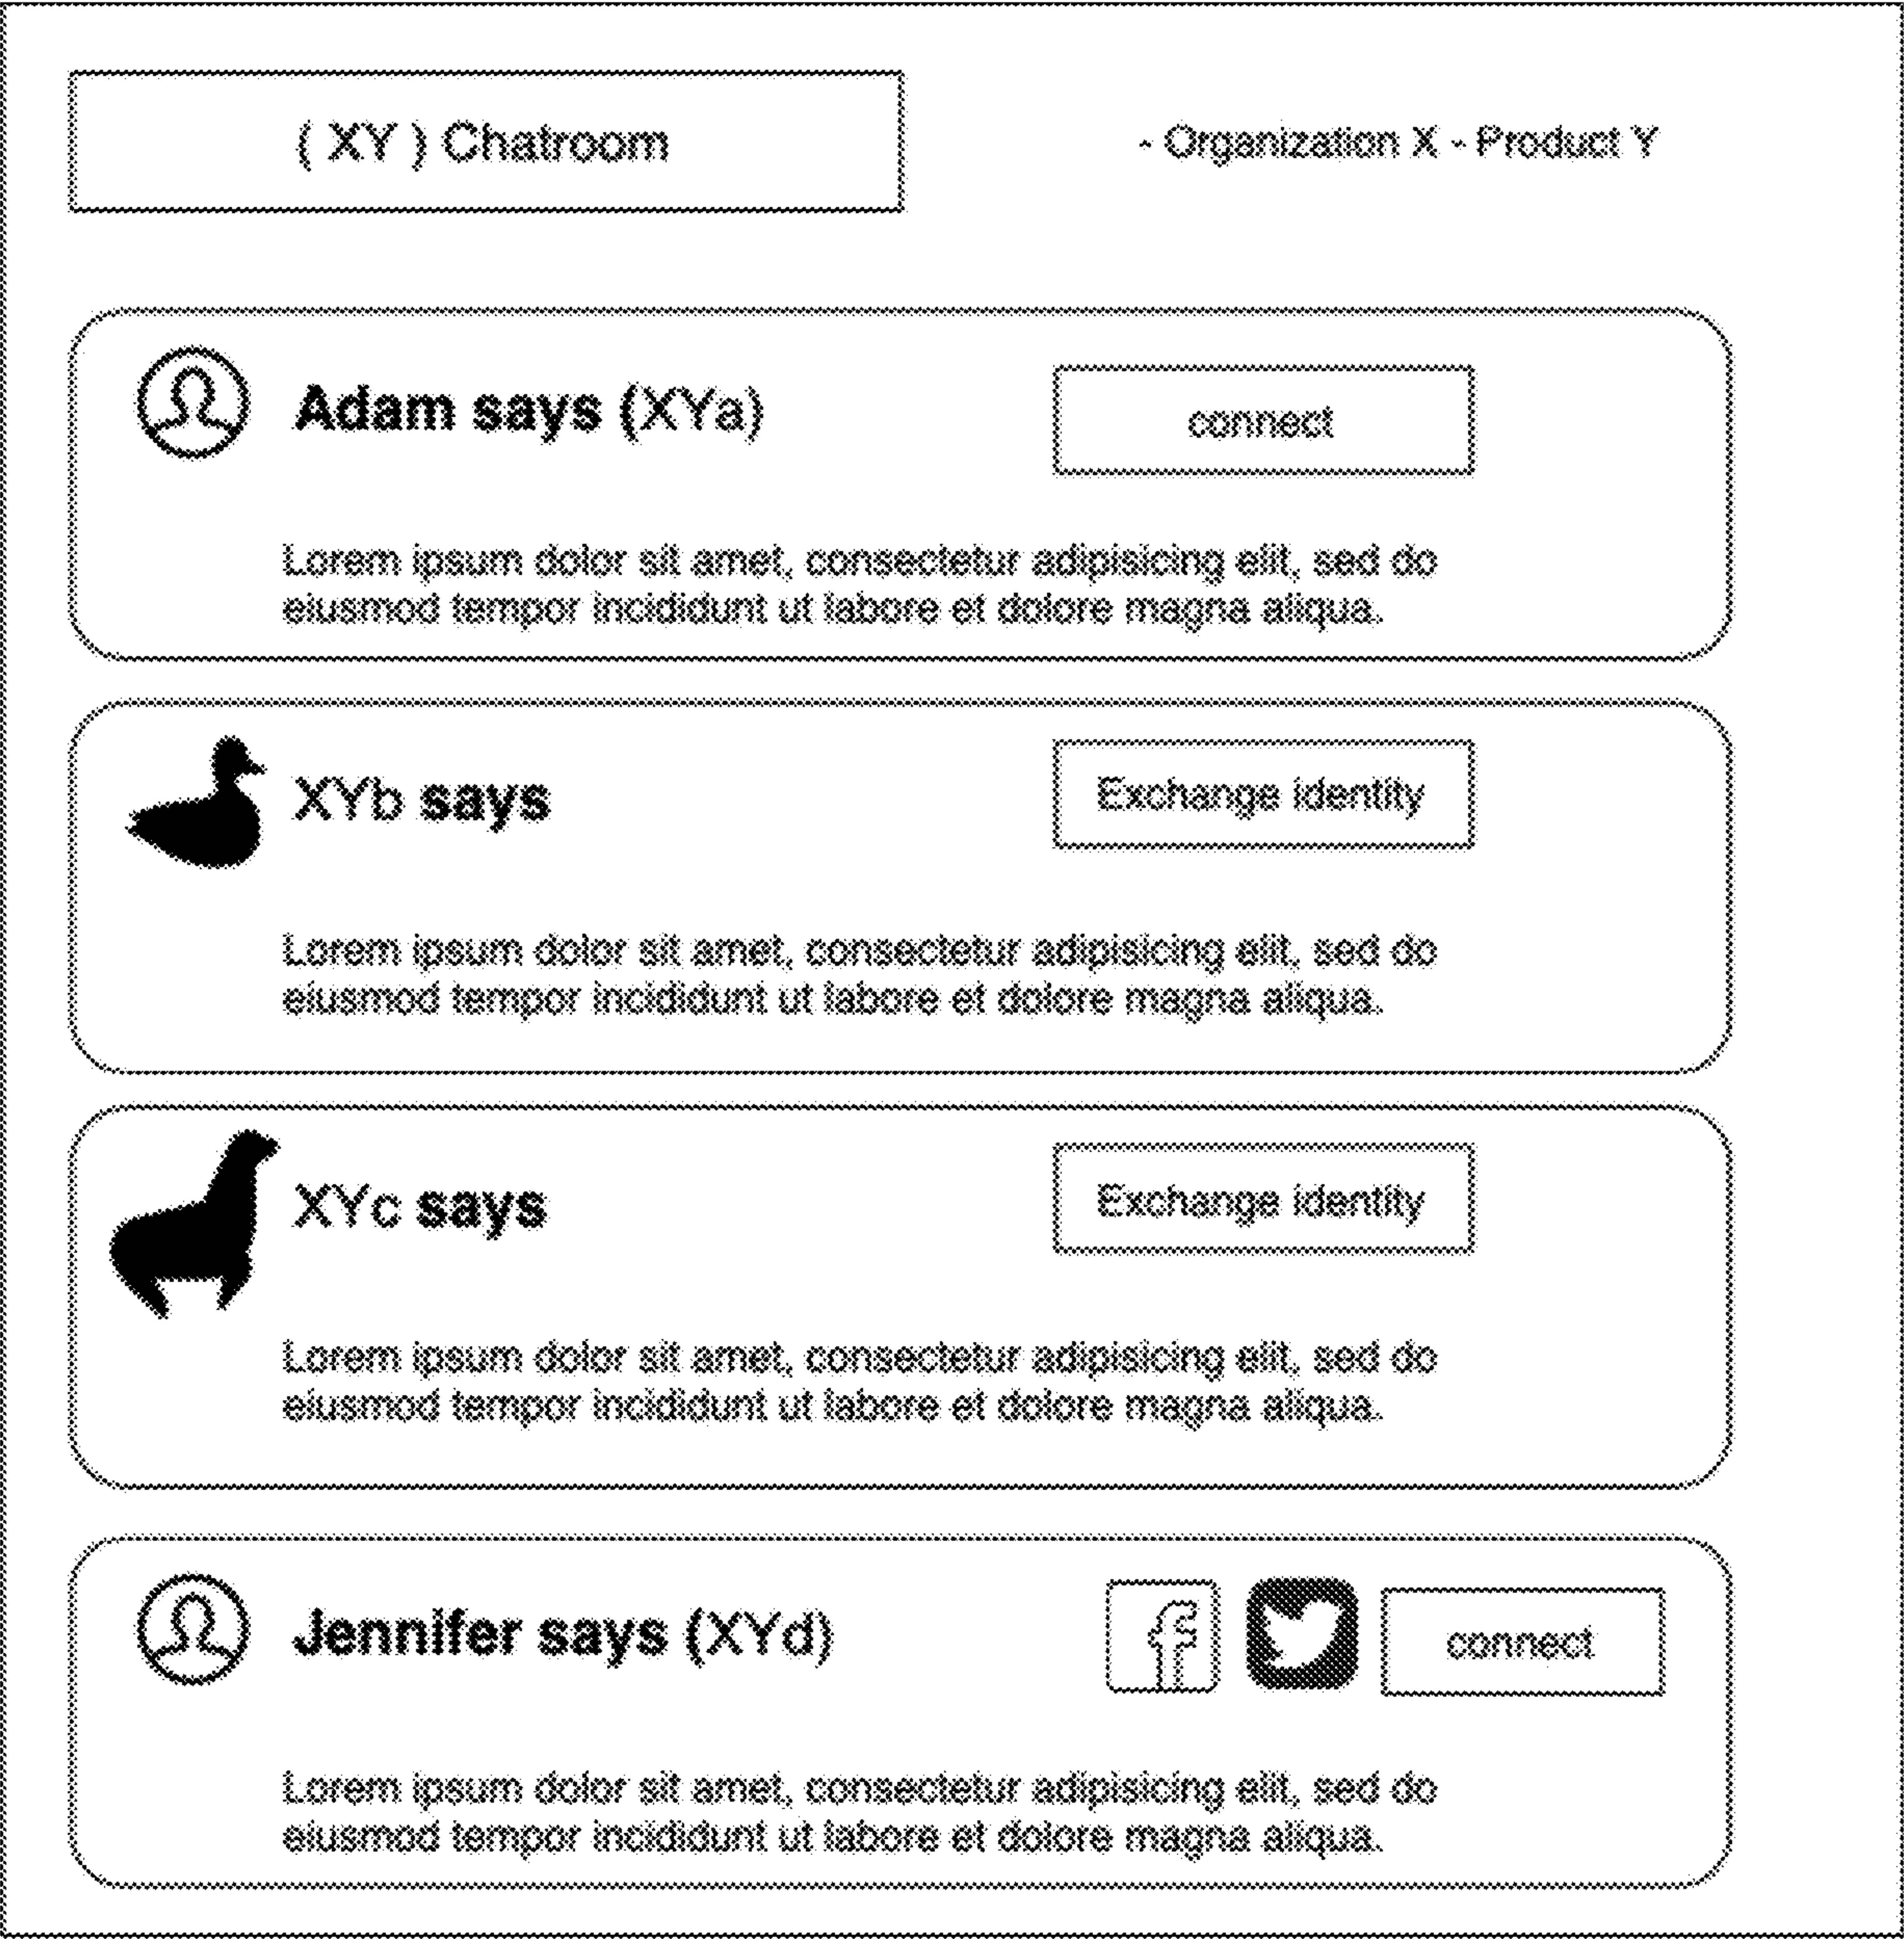 ( XY ) Chatroom
- Organization X - Product Y
Adam says (XYa)
connect
Lorem ipsum dolor sit amet, consectetur adipisicing elit, sed do
eiusmod tempor incididunt ut labore et dolore magna aliqua.
XYb says
Exchange identity
Lorem ipsum dolor sit amet, consectetur adipisicing elit, sed do
eiusmod tempor incididunt ut labore et dolore magna aliqua.
XYc says
Exchange identity
Lorem ipsum dolor sit amet, consectetur adipisicing elit, sed do
eiusmod tempor incididunt ut labore et dolore magna aliqua.
Jennifer says (XYd)
f
connect
Lorem ipsum dolor sit amet, consectetur adipisicing elit, sed do
eiusmod tempor incididunt ut labore et dolore magna aliqua.